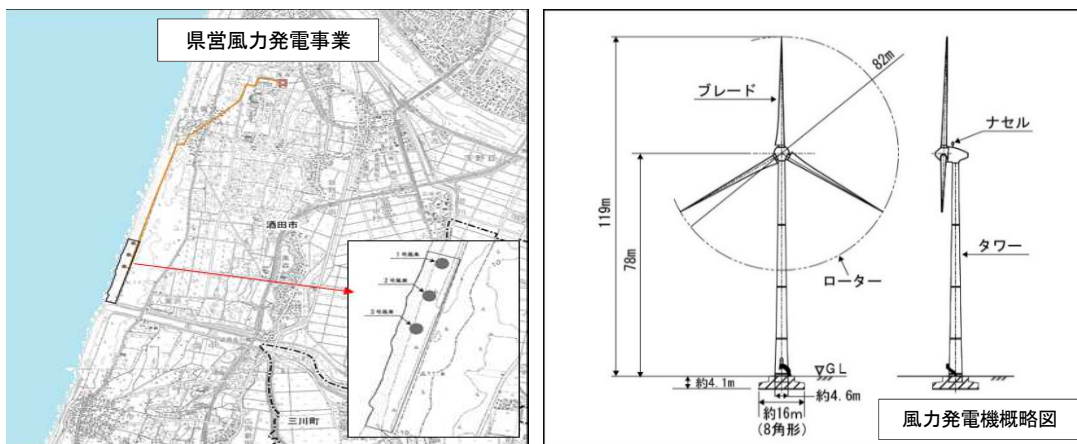 県営風力発電事業
酒田市
1号風車
2号風車
3号風車
三川町
82m
ブレード
ナセル
119m
78m
タワー
ローター
▽GL
約4.1m
約4.6m
約16m
(8角形)
風力発電機概略図